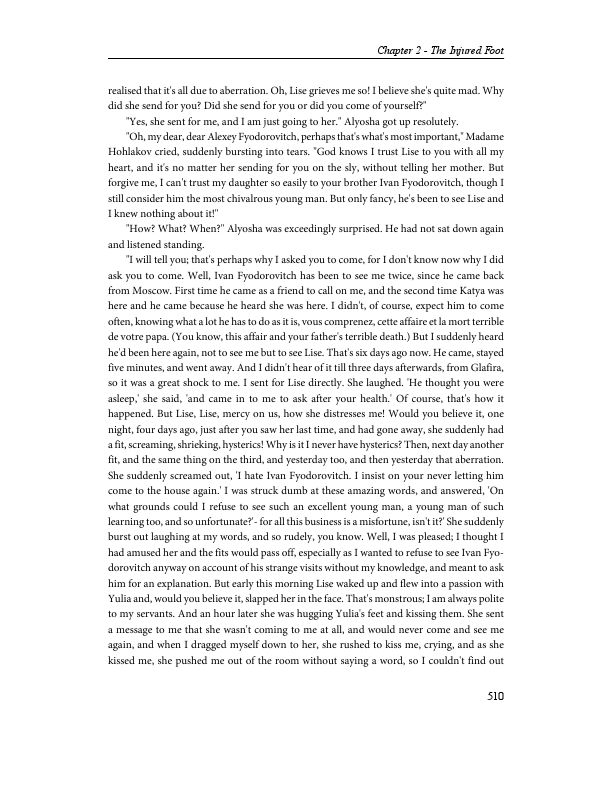 Chapter 2 - The Injured Foot
realised that it's all due to aberration. Oh, Lise grieves me so! I believe she's quite mad. Why
did she send for you? Did she send for you or did you come of yourself?"
"Yes, she sent for me, and I am just going to her." Alyosha got up resolutely.
"Oh, my dear, dear Alexey Fyodorovitch, perhaps that's what's most important," Madame
Hohlakov cried, suddenly bursting into tears. "God knows I trust Lise to you with all my
heart, and it's no matter her sending for you on the sly, without telling her mother. But
forgive me, I can't trust my daughter so easily to your brother Ivan Fyodorovitch, though I
still consider him the most chivalrous young man. But only fancy, he's been to see Lise and
I knew nothing about it!"
"How? What? When?" Alyosha was exceedingly surprised. He had not sat down again
and listened standing.
"I will tell you; that's perhaps why I asked you to come, for I don't know now why I did
ask you to come. Well, Ivan Fyodorovitch has been to see me twice, since he came back
from Moscow. First time he came as a friend to call on me, and the second time Katya was
here and he came because he heard she was here. I didn't, of course, expect him to come
often, knowing what a lot he has to do as it is, vous comprenez, cette affaire et la mort terrible
de votre papa. (You know, this affair and your father's terrible death.) But I suddenly heard
he'd been here again, not to see me but to see Lise. That's six days ago now. He came, stayed
five minutes, and went away. And I didn't hear of it till three days afterwards, from Glafira,
so it was a great shock to me. I sent for Lise directly. She laughed. 'He thought you were
asleep,' she said, 'and came in to me to ask after your health.' Of course, that's how it
happened. But Lise, Lise, mercy on us, how she distresses me! Would you believe it, one
night, four days ago, just after you saw her last time, and had gone away, she suddenly had
a fit, screaming, shrieking, hysterics! Why is it I never have hysterics? Then, next day another
fit, and the same thing on the third, and yesterday too, and then yesterday that aberration.
She suddenly screamed out, 'I hate Ivan Fyodorovitch. I insist on your never letting him
come to the house again.' I was struck dumb at these amazing words, and answered, 'On
what grounds could I refuse to see such an excellent young man, a young man of such
learning too, and so unfortunate?'- for all this business is a misfortune, isn't it?' She suddenly
burst out laughing at my words, and so rudely, you know. Well, I was pleased; I thought I
had amused her and the fits would pass off, especially as I wanted to refuse to see Ivan Fyo-
dorovitch anyway on account of his strange visits without my knowledge, and meant to ask
him for an explanation. But early this morning Lise waked up and flew into a passion with
Yulia and, would you believe it, slapped her in the face. That's monstrous; I am always polite
to my servants. And an hour later she was hugging Yulia's feet and kissing them. She sent
a message to me that she wasn't coming to me at all, and would never come and see me
again, and when I dragged myself down to her, she rushed to kiss me, crying, and as she
kissed me, she pushed me out of the room without saying a word, so I couldn't find out
510